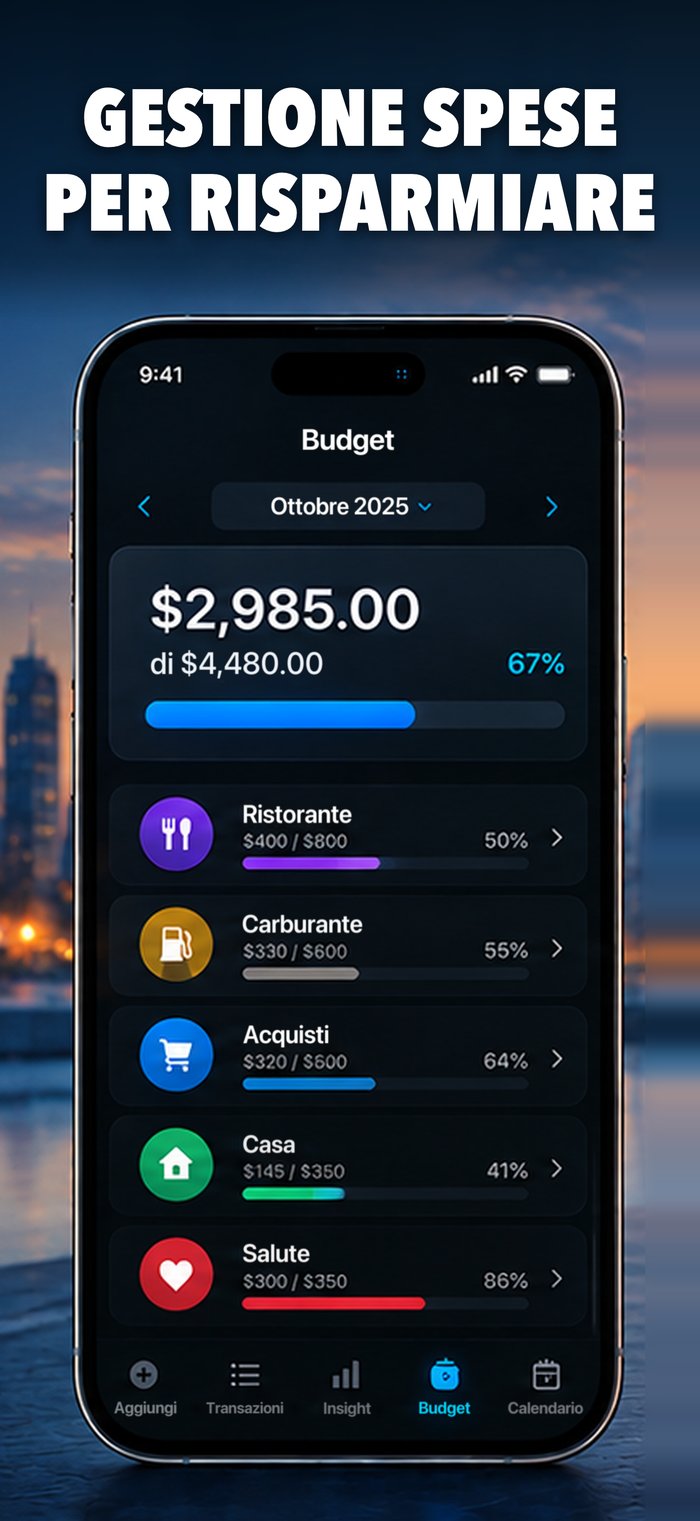 GESTIONE SPESE
PER RISPARMIARE
9:41
Budget
Ottobre 2025
$2,985.00
di $4,480.00
67%
Ristorante
$400 / $800
50%
Carburante
$330 / $600
55%
Acquisti
$320 / $600
64%
Casa
$145 / $350
41%
Salute
$300 / $350
86%
Aggiungi
Transazioni
Insight
Budget
Calendario